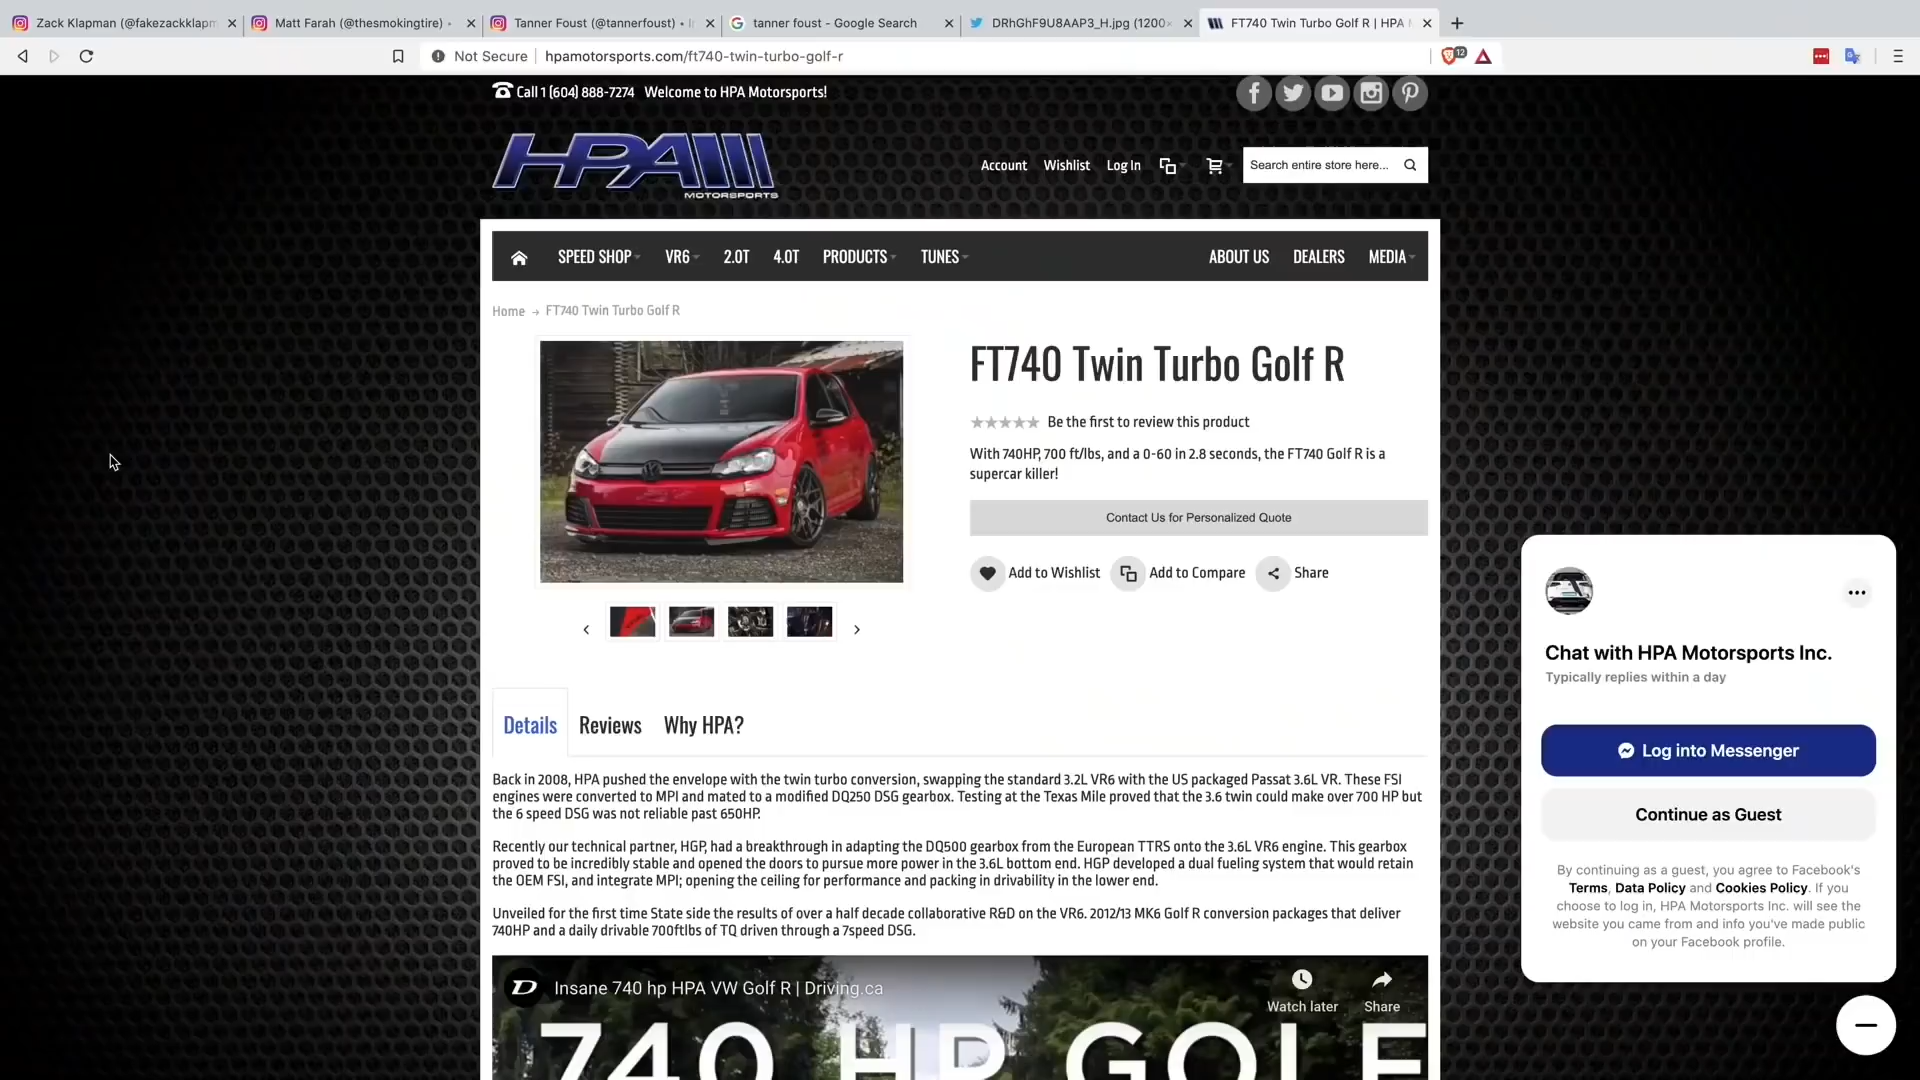 Zack Klapman (@fakezackklapm
Matt Farah (@thesmokingtire) •
Tanner Foust (@tannerfoust) • I
tanner foust - Google Search
DRhGhF9U8AAP3_H.jpg (1200×
FT740 Twin Turbo Golf R | HPA M
Not Secure
hpamotorsports.com/ft740-twin-turbo-golf-r
12
Call 1 (604) 888-7274 Welcome to HPA Motorsports!
HPA
MOTORSPORTS
Account
Wishlist
Log In
Search entire store here...
SPEED SHOP
VR6
2.0T
4.0T
PRODUCTS
TUNES
ABOUT US
DEALERS
MEDIA
Home → FT740 Twin Turbo Golf R
FT740 Twin Turbo Golf R
Be the first to review this product
With 740HP, 700 ft/lbs, and a 0-60 in 2.8 seconds, the FT740 Golf R is a
supercar killer!
Contact Us for Personalized Quote
Add to Wishlist
Add to Compare
Share
Details
Reviews
Why HPA?
Back in 2008, HPA pushed the envelope with the twin turbo conversion, swapping the standard 3.2L VR6 with the US packaged Passat 3.6L VR. These FSI
engines were converted to MPI and mated to a modified DQ250 DSG gearbox. Testing at the Texas Mile proved that the 3.6 twin could make over 700 HP but
the 6 speed DSG was not reliable past 650HP.
Recently our technical partner, HGP, had a breakthrough in adapting the DQ500 gearbox from the European TTRS onto the 3.6L VR6 engine. This gearbox
proved to be incredibly stable and opened the doors to pursue more power in the 3.6L bottom end. HGP developed a dual fueling system that would retain
the OEM FSI, and integrate MPI; opening the ceiling for performance and packing in drivability in the lower end.
Unveiled for the first time State side the results of over a half decade collaborative R&D on the VR6. 2012/13 MK6 Golf R conversion packages that deliver
740HP and a daily drivable 700ftlbs of TQ driven through a 7speed DSG.
D
Insane 740 hp HPA VW Golf R | Driving.ca
Watch later
Share
740 HP GOLF
Chat with HPA Motorsports Inc.
Typically replies within a day
Log into Messenger
Continue as Guest
By continuing as a guest, you agree to Facebook's
Terms, Data Policy and Cookies Policy. If you
choose to log in, HPA Motorsports Inc. will see the
website you came from and info you've made public
on your Facebook profile.